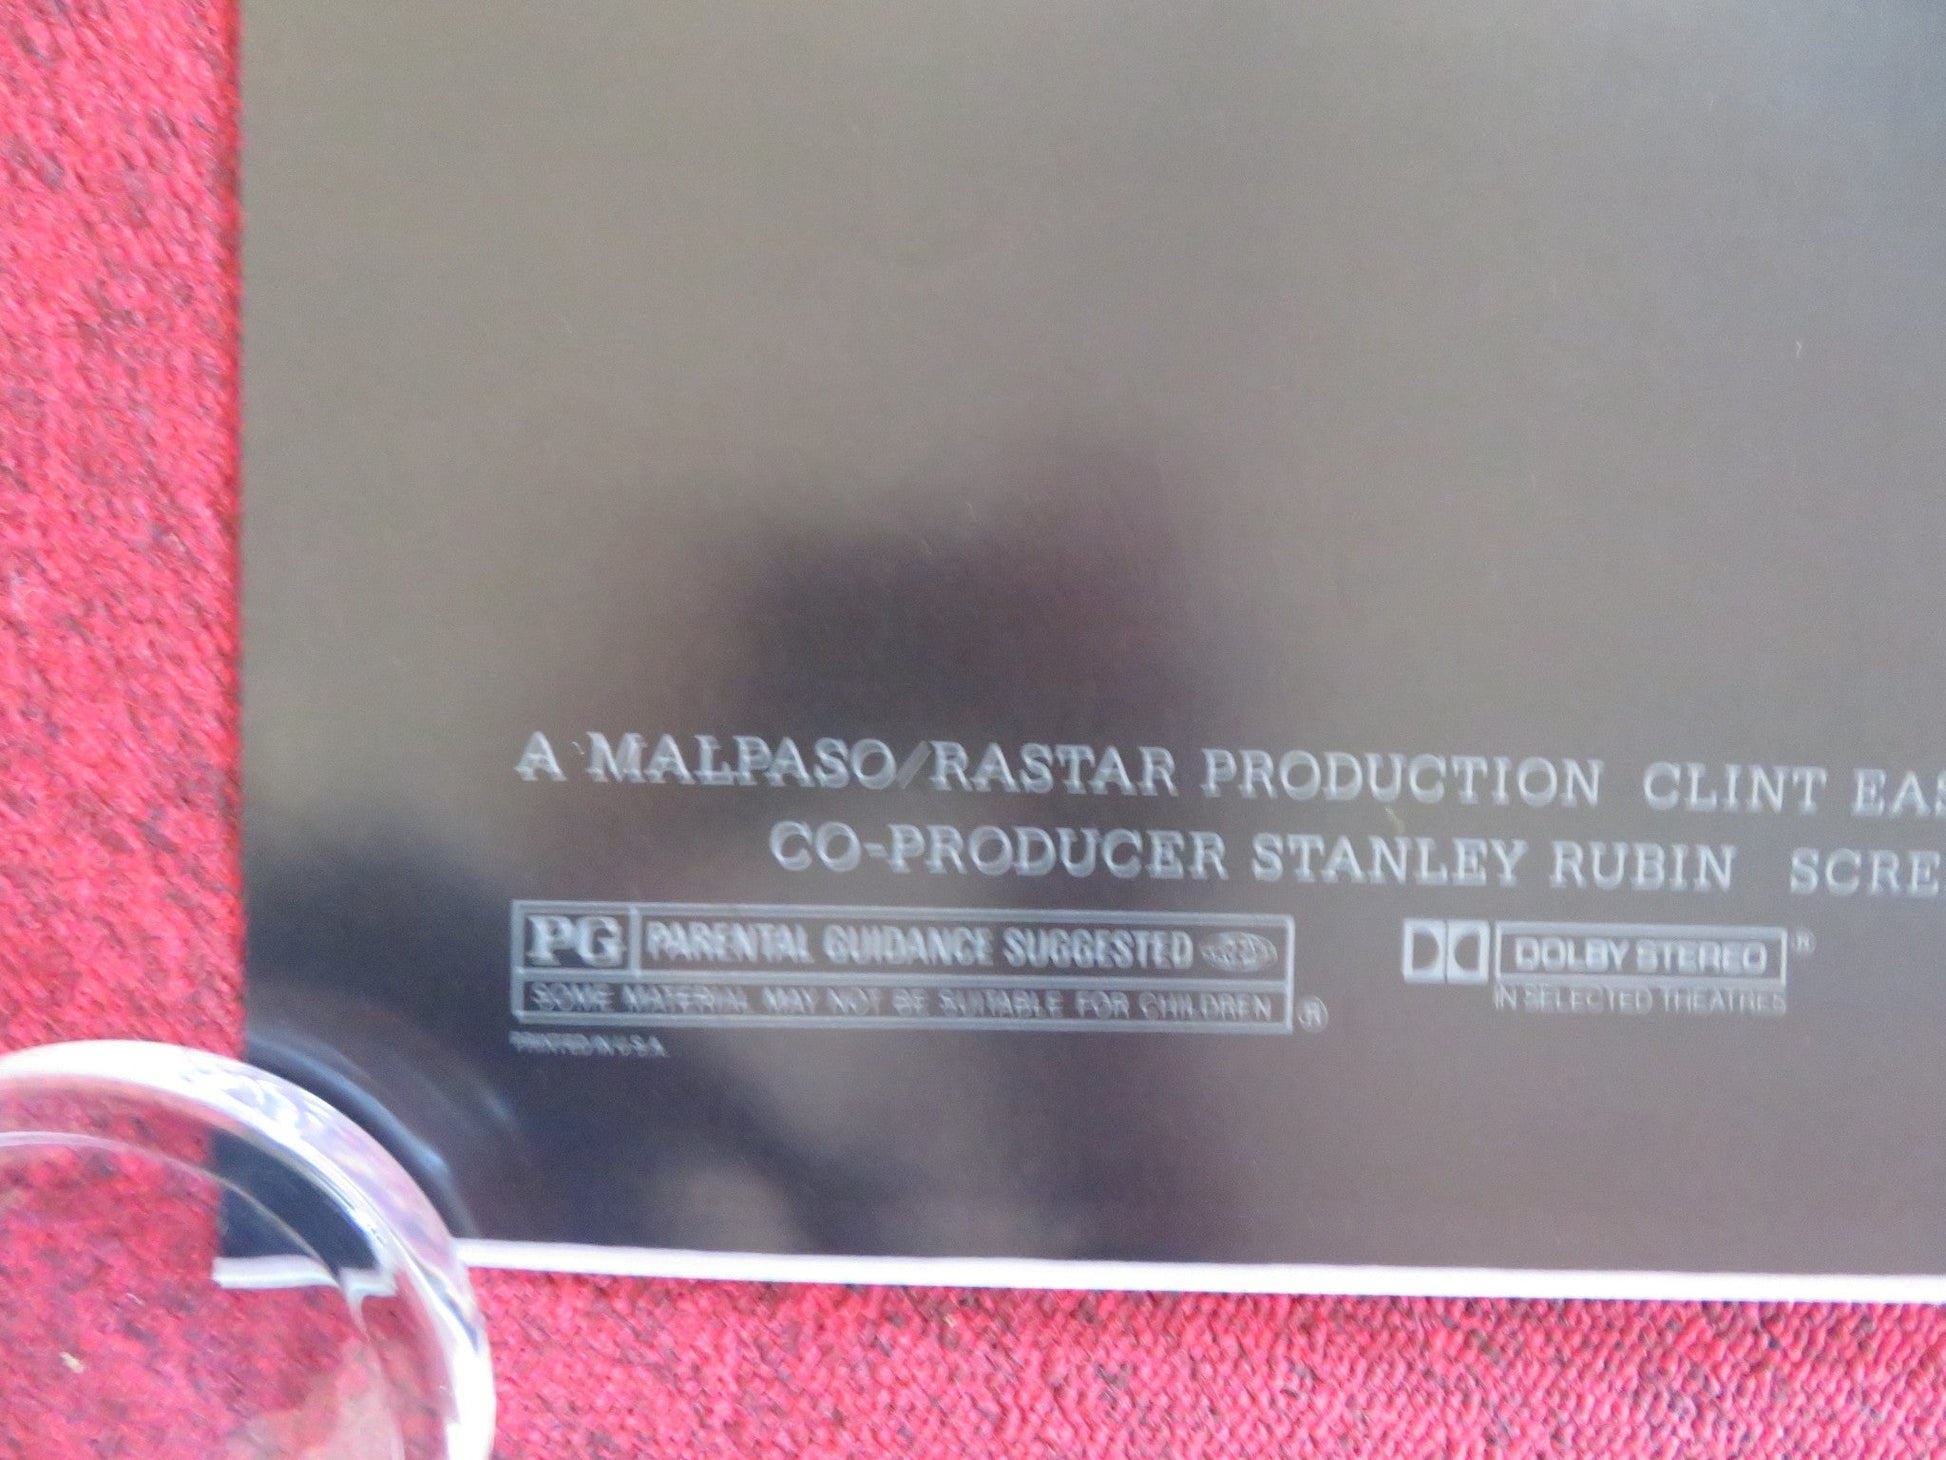 A MALPASO/RASTAR PRODUCTION CLINT EAS
CO-PRODUCER STANLEY RUBIN SCRE
PG PARENTAL GUIDANCE SUGGESTED
SOME MATERIAL MAY NOT BE SUITABLE FOR CHILDREN ®
PRINTED IN U.S.A.
DOLBY STEREO ®
IN SELECTED THEATRES